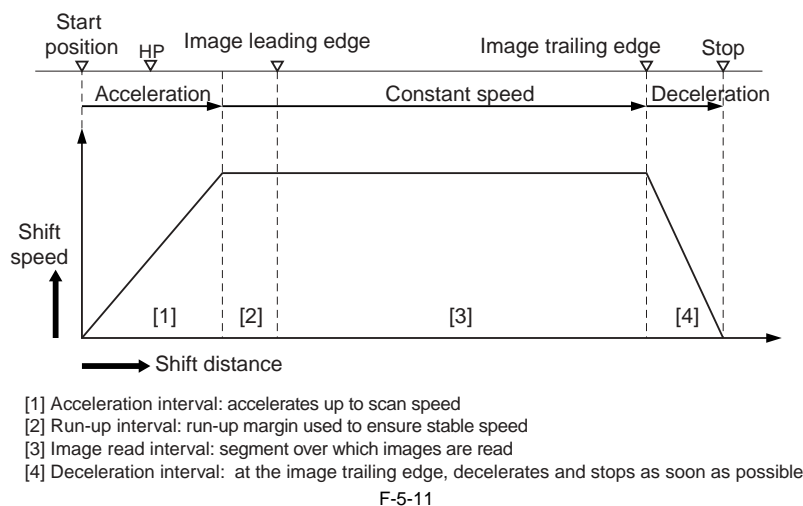 Start
position
HP
Image leading edge
Image trailing edge
Stop
Acceleration
Constant speed
Deceleration
Shift
speed
[1]
[2]
[3]
[4]
Shift distance
[1] Acceleration interval: accelerates up to scan speed
[2] Run-up interval: run-up margin used to ensure stable speed
[3] Image read interval: segment over which images are read
[4] Deceleration interval: at the image trailing edge, decelerates and stops as soon as possible
F-5-11